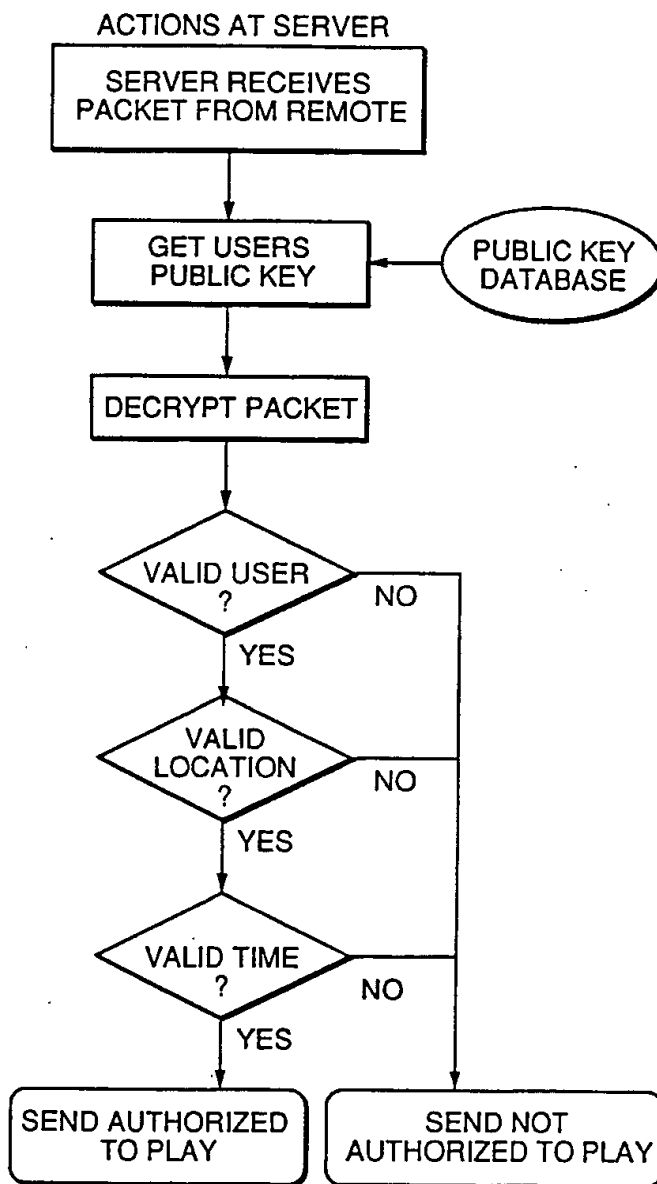 ACTIONS AT SERVER
SERVER RECEIVES
PACKET FROM REMOTE
GET USERS
PUBLIC KEY
PUBLIC KEY
DATABASE
DECRYPT PACKET
VALID USER
?
NO
YES
VALID
LOCATION
?
NO
YES
VALID TIME
?
NO
YES
SEND AUTHORIZED
TO PLAY
SEND NOT
AUTHORIZED TO PLAY